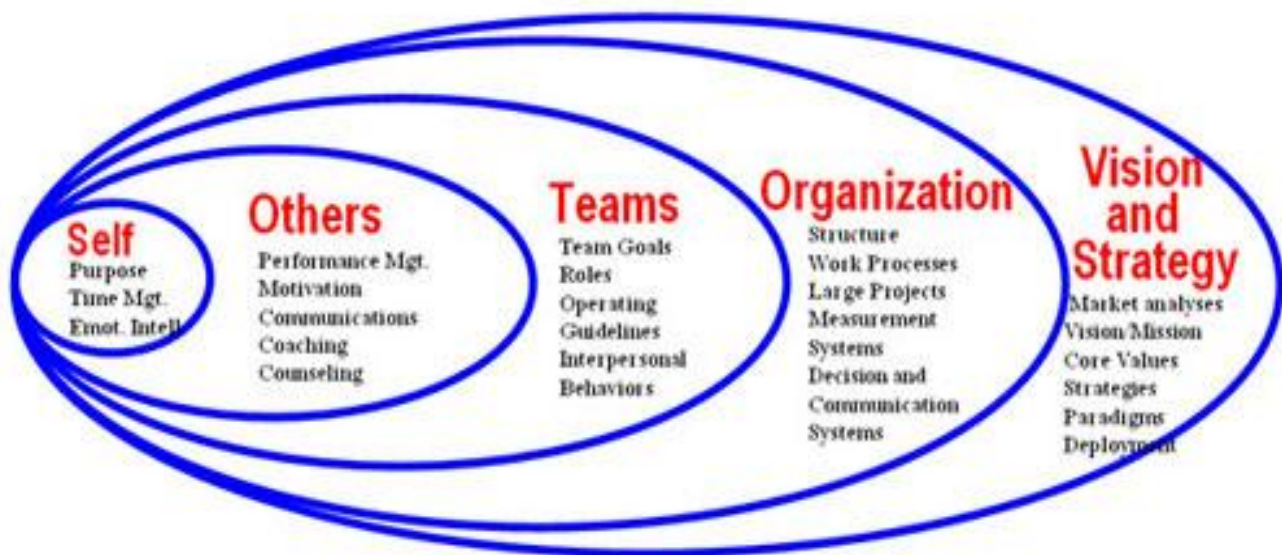 Self
Purpose
Time Mgt.
Emot. Intell
Others
Performance Mgt.
Motivation
Communications
Coaching
Counseling
Teams
Team Goals
Roles
Operating
Guidelines
Interpersonal
Behaviors
Organization
Structure
Work Processes
Large Projects
Measurement
Systems
Decision and
Communication
Systems
Vision
and
Strategy
Market analyses
Vision/Mission
Core Values
Strategies
Paradigms
Deployment